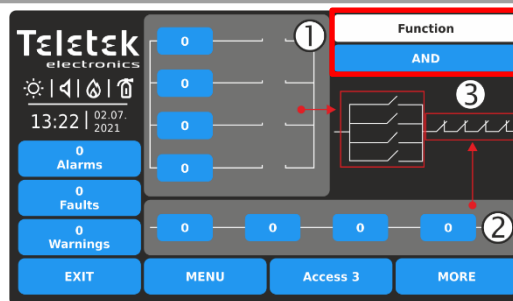 Teletek
electronics
13:22 02.07.
2021
0
Alarms
0
Faults
0
Warnings
EXIT
0
0
0
0
1
Function
AND
3
0 0 0 0
2
MENU
Access 3
MORE